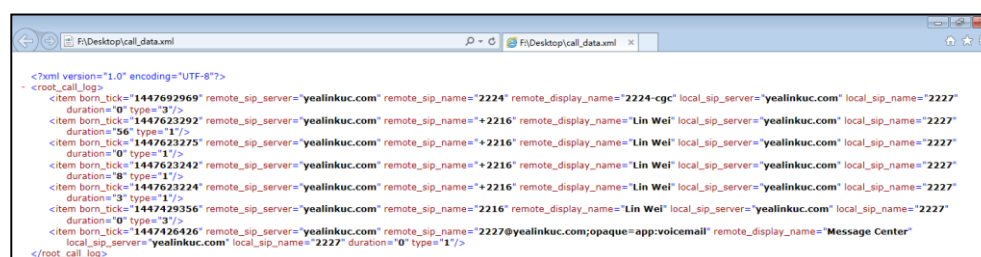 F:\Desktop\call_data.xml
F:\Desktop\call_data.xml
<?xml version="1.0" encoding="UTF-8"?>
- <root_call_log>
<item born_tick="1447692969" remote_sip_server="yealinkuc.com" remote_sip_name="2224" remote_display_name="2224-cgc" local_sip_server="yealinkuc.com" local_sip_name="2227"
duration="0" type="3"/>
<item born_tick="1447623292" remote_sip_server="yealinkuc.com" remote_sip_name="+2216" remote_display_name="Lin Wei" local_sip_server="yealinkuc.com" local_sip_name="2227"
duration="56" type="1"/>
<item born_tick="1447623275" remote_sip_server="yealinkuc.com" remote_sip_name="+2216" remote_display_name="Lin Wei" local_sip_server="yealinkuc.com" local_sip_name="2227"
duration="0" type="1"/>
<item born_tick="1447623242" remote_sip_server="yealinkuc.com" remote_sip_name="+2216" remote_display_name="Lin Wei" local_sip_server="yealinkuc.com" local_sip_name="2227"
duration="8" type="1"/>
<item born_tick="1447623224" remote_sip_server="yealinkuc.com" remote_sip_name="+2216" remote_display_name="Lin Wei" local_sip_server="yealinkuc.com" local_sip_name="2227"
duration="3" type="1"/>
<item born_tick="1447429356" remote_sip_server="yealinkuc.com" remote_sip_name="2216" remote_display_name="Lin Wei" local_sip_server="yealinkuc.com" local_sip_name="2227"
duration="0" type="3"/>
<item born_tick="1447426426" remote_sip_server="yealinkuc.com" remote_sip_name="2227@yealinkuc.com;opaque=app:voicemail" remote_display_name="Message Center"
local_sip_server="yealinkuc.com" local_sip_name="2227" duration="0" type="1"/>
</root_call_log>